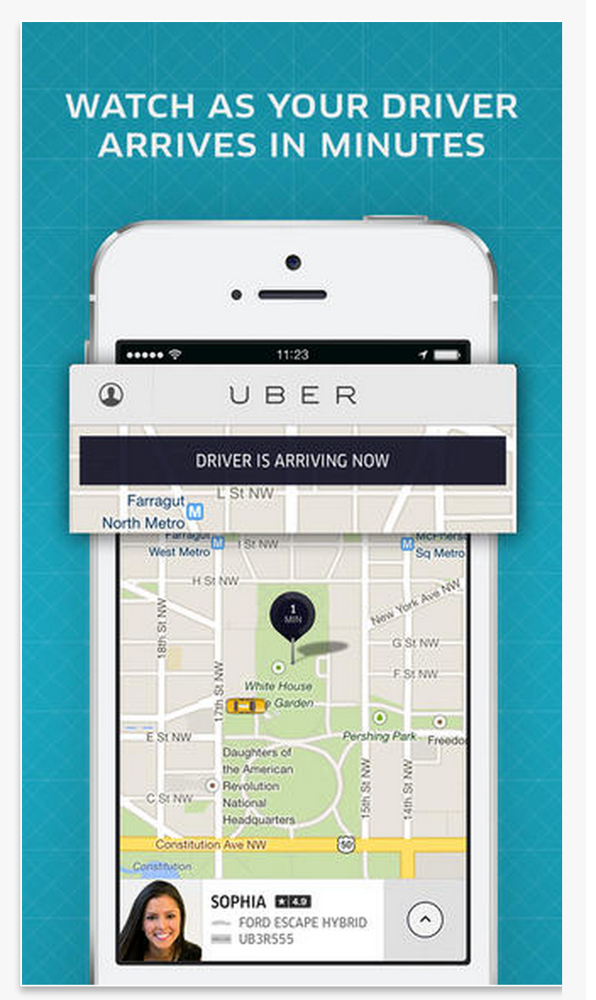 WATCH AS YOUR DRIVER
ARRIVES IN MINUTES
11:23
UBER
DRIVER IS ARRIVING NOW
L St NW
Farragut
North Metro
M
Farragut
West Metro
M
I St NW
M
McPherso
Sq Metro
H St NW
1
MIN
New York Ave NW
18th St NW
G St NW
F St NW
17th St NW
White House
e Garden
E St NW
Pershing Park
Freedo
Daughters of
the American
Revolution
National
Headquarters
C St NW
15th St NW
14th St NW
Constitution Ave NW
50
Constitution
SOPHIA ★ 4.9
FORD ESCAPE HYBRID
UB3R555